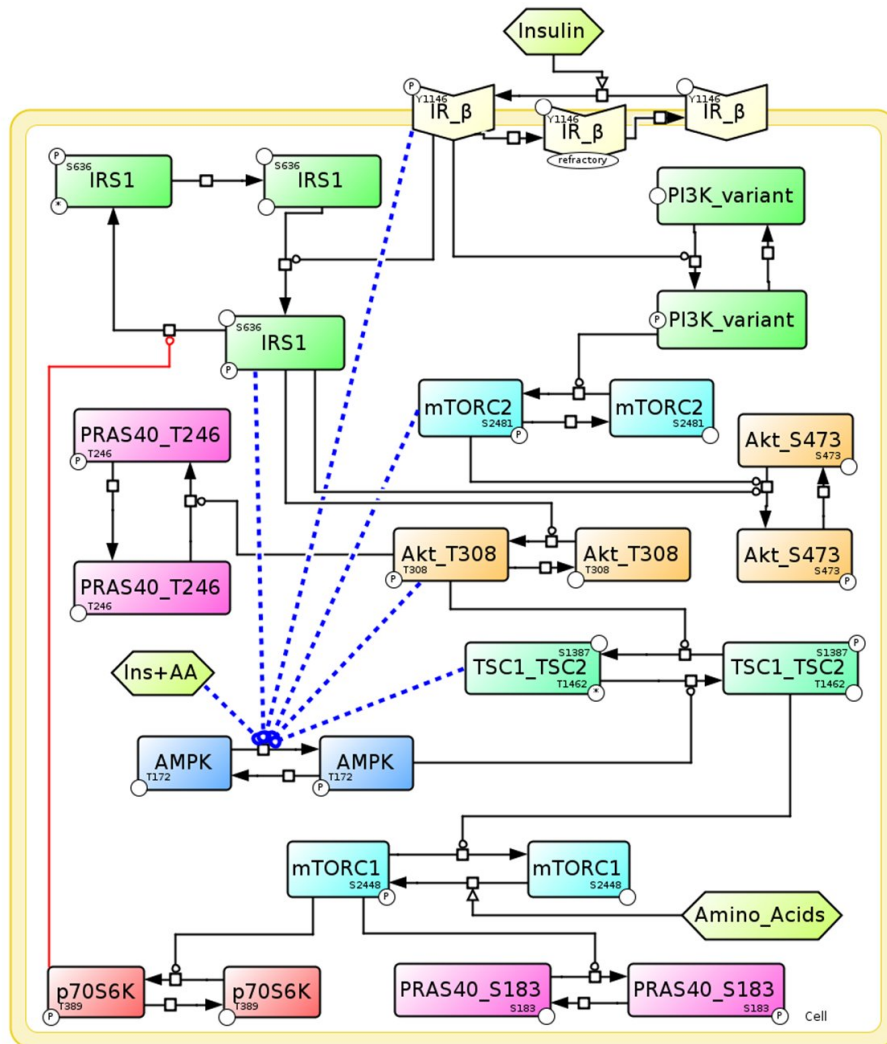 Insulin
P
Y1146
IR_β
Y1146
IR_β
refractory
Y1146
IR_β
P
S636
IRS1
*
S636
IRS1
PI3K_variant
P
PI3K_variant
S636
IRS1
P
mTORC2
S2481
P
mTORC2
S2481
PRAS40_T246
T246
P
Akt_S473
S473
Akt_T308
T308
P
Akt_T308
T308
Akt_S473
S473
P
PRAS40_T246
T246
Ins+AA
TSC1_TSC2
T1462
*
P
S1387
TSC1_TSC2
T1462
AMPK
T172
AMPK
T172
P
mTORC1
S2448
P
mTORC1
S2448
Amino_Acids
p70S6K
T389
P
p70S6K
T389
PRAS40_S183
S183
PRAS40_S183
S183
P
Cell